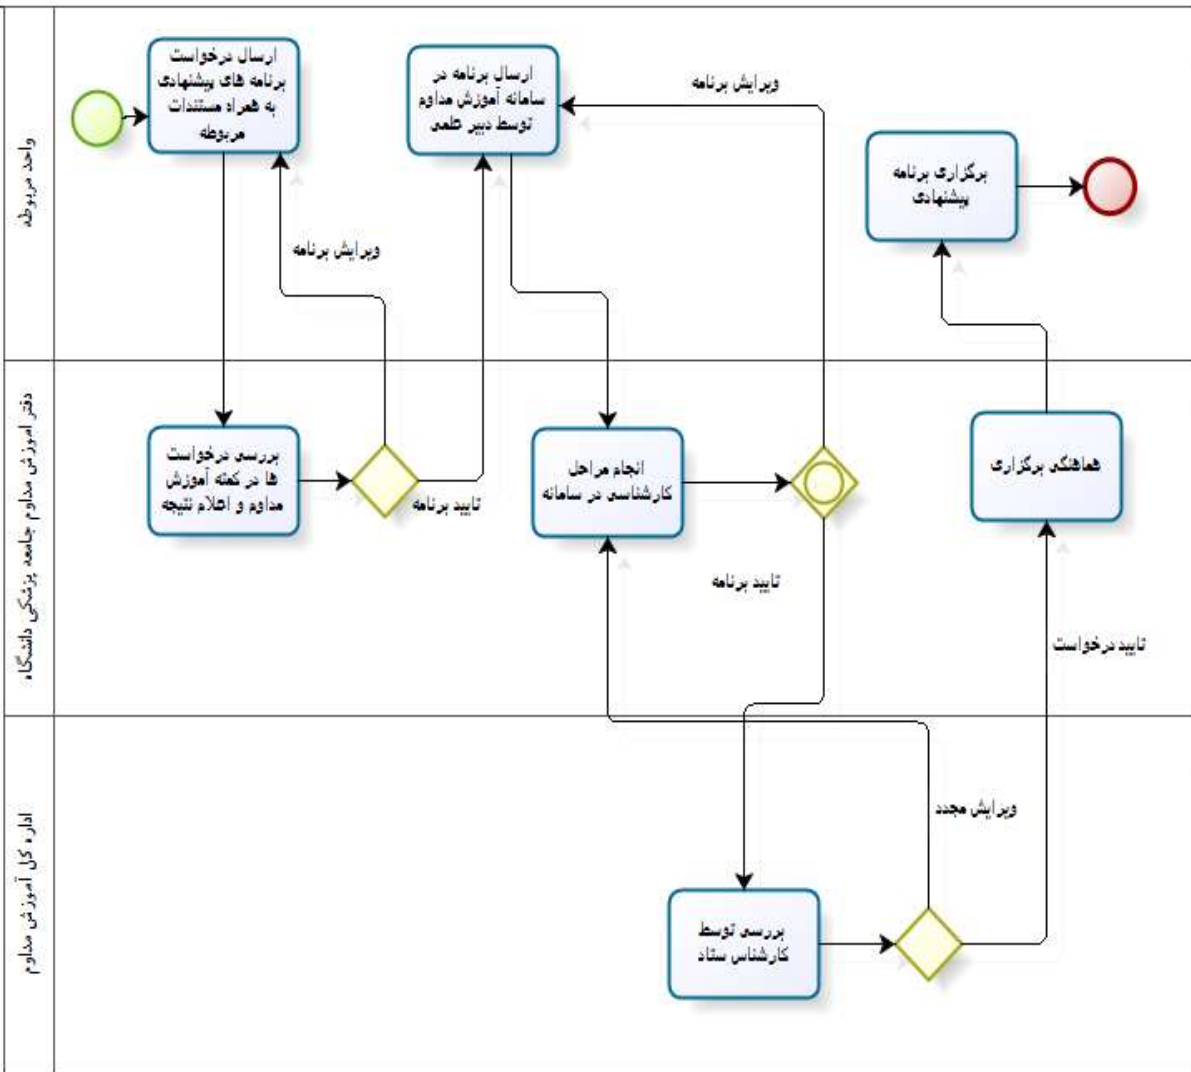 واحد مربوطه
ارسال درخواست
برنامه های پیشنهادی
به همراه مستندات
مربوطه
ارسال برنامه در
سامانه آموزش مداوم
توسط دبیر علمی
ویرایش برنامه
برگزاری برنامه
پیشنهادی
ویرایش برنامه
دفتر اموزش مداوم جامعه پزشکی دانشگاه
بررسی درخواست
ها در کمته آموزش
مداوم و اعلام نتیجه
تایید برنامه
انجام مراحل
کارشناسی در سامانه
هماهنگی برگزاری
تایید برنامه
تایید درخواست
اداره کل آموزش مداوم
ویرایش مجدد
بررسی توسط
کارشناس ستاد